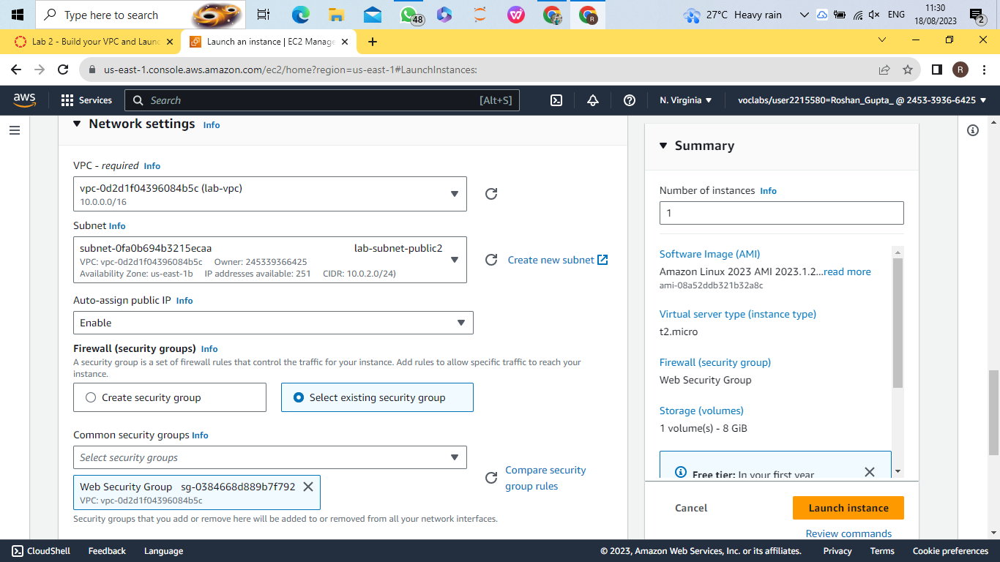 Type here to search
48
27°C Heavy rain
ENG
11:30
18/08/2023
2
Lab 2 - Build your VPC and Laun
Launch an instance | EC2 Manage
us-east-1.console.aws.amazon.com/ec2/home?region=us-east-1#LaunchInstances:
R
aws
Services
Search
[Alt+S]
N. Virginia
voclabs/user2215580=Roshan_Gupta_ @ 2453-3936-6425
Network settings Info
VPC - required Info
vpc-0d2d1f04396084b5c (lab-vpc)
10.0.0.0/16
Subnet Info
subnet-0fa0b694b3215ecaa lab-subnet-public2
VPC: vpc-0d2d1f04396084b5c Owner: 245339366425
Availability Zone: us-east-1b IP addresses available: 251 CIDR: 10.0.2.0/24)
Create new subnet
Auto-assign public IP Info
Enable
Firewall (security groups) Info
A security group is a set of firewall rules that control the traffic for your instance. Add rules to allow specific traffic to reach your
instance.
Create security group
Select existing security group
Common security groups Info
Select security groups
Web Security Group sg-0384668d889b7f792
VPC: vpc-0d2d1f04396084b5c
Compare security
group rules
Security groups that you add or remove here will be added to or removed from all your network interfaces.
Summary
Number of instances Info
1
Software Image (AMI)
Amazon Linux 2023 AMI 2023.1.2...read more
ami-08a52ddb321b32a8c
Virtual server type (instance type)
t2.micro
Firewall (security group)
Web Security Group
Storage (volumes)
1 volume(s) - 8 GiB
Free tier: In your first year
Cancel
Launch instance
Review commands
CloudShell
Feedback
Language
© 2023, Amazon Web Services, Inc. or its affiliates.
Privacy
Terms
Cookie preferences